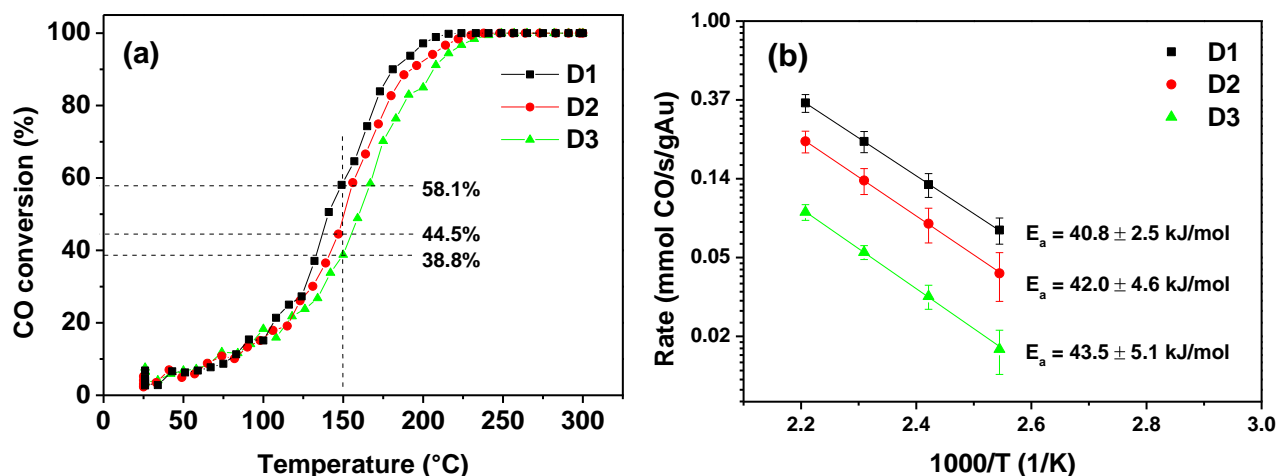 (a)
D1
D2
D3
58.1%
44.5%
38.8%
100
80
60
40
20
0
CO conversion (%)
0 50 100 150 200 250 300
Temperature (°C)
(b)
D1
D2
D3
1.00
0.37
0.14
0.05
0.02
Rate (mmol CO/s/gAu)
Ea = 40.8 ± 2.5 kJ/mol
Ea = 42.0 ± 4.6 kJ/mol
Ea = 43.5 ± 5.1 kJ/mol
2.2 2.4 2.6 2.8 3.0
1000/T (1/K)